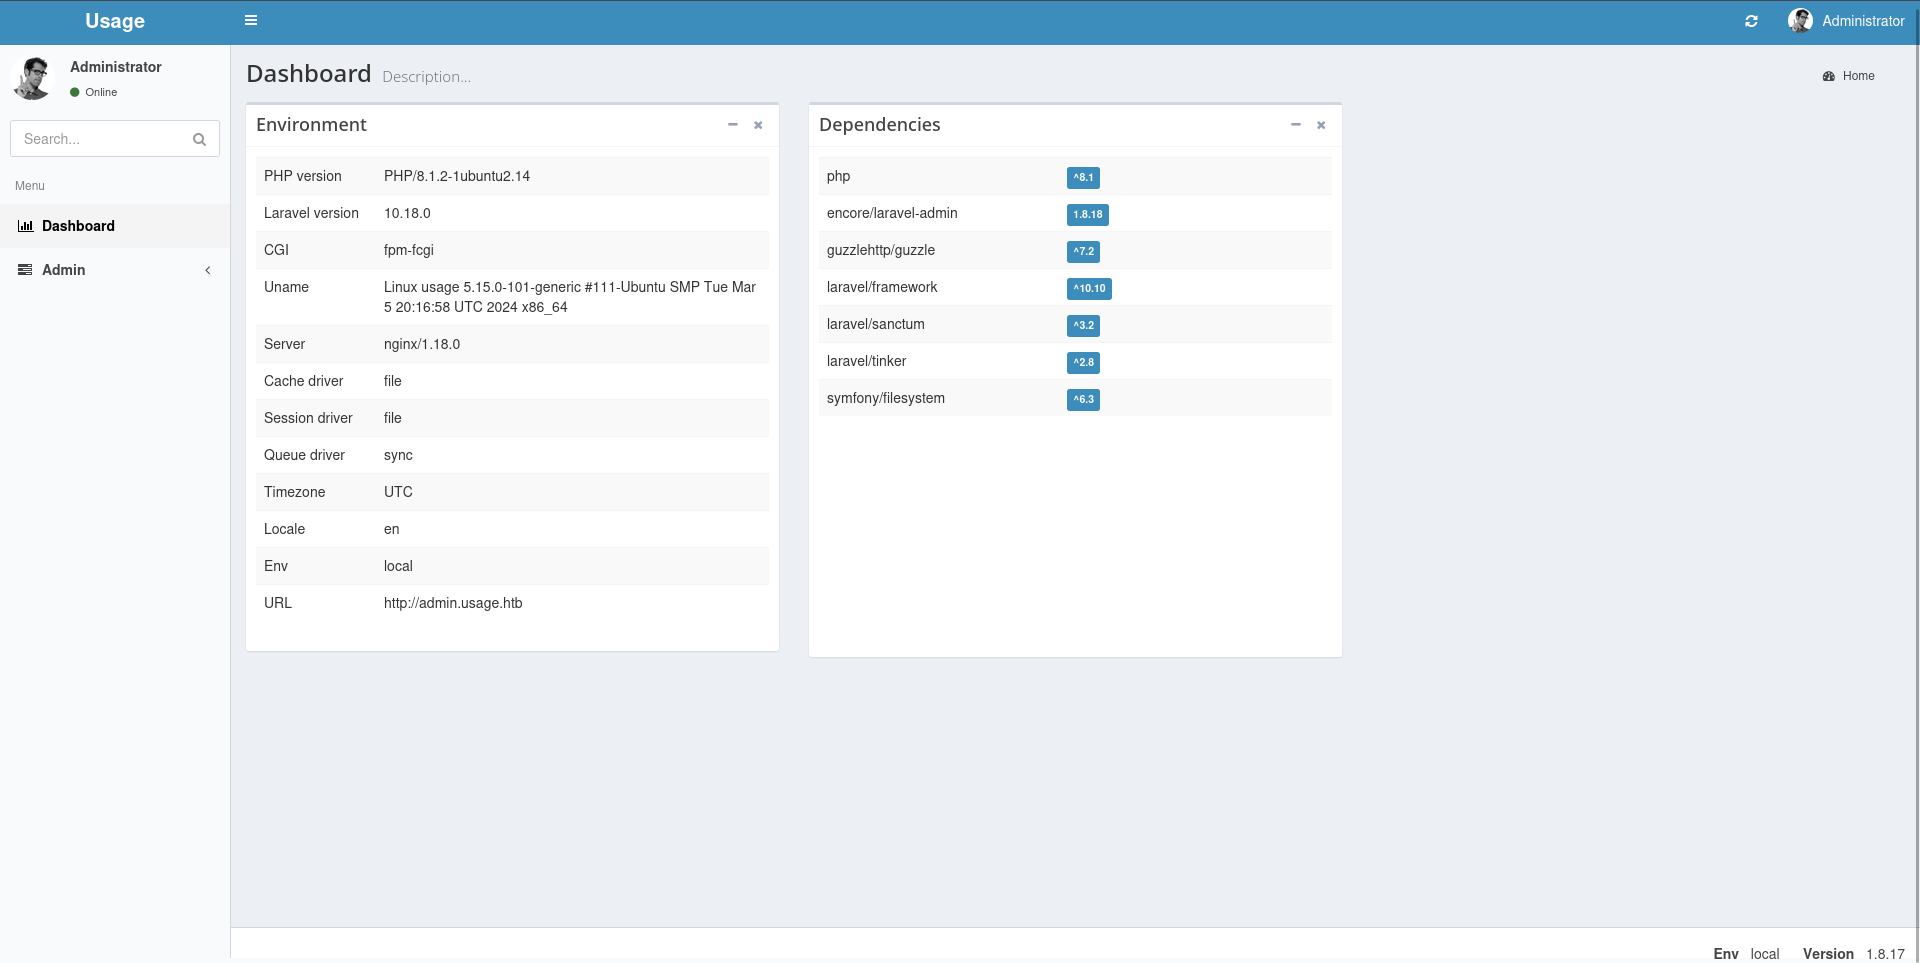 Usage
Administrator
Administrator
Online
Search...
Menu
Dashboard
Admin
Dashboard Description...
Home
Environment
PHP version PHP/8.1.2-1ubuntu2.14
Laravel version 10.18.0
CGI fpm-fcgi
Uname Linux usage 5.15.0-101-generic #111-Ubuntu SMP Tue Mar
5 20:16:58 UTC 2024 x86_64
Server nginx/1.18.0
Cache driver file
Session driver file
Queue driver sync
Timezone UTC
Locale en
Env local
URL http://admin.usage.htb
Dependencies
php ^8.1
encore/laravel-admin 1.8.18
guzzlehttp/guzzle ^7.2
laravel/framework ^10.10
laravel/sanctum ^3.2
laravel/tinker ^2.8
symfony/filesystem ^6.3
Env local Version 1.8.17